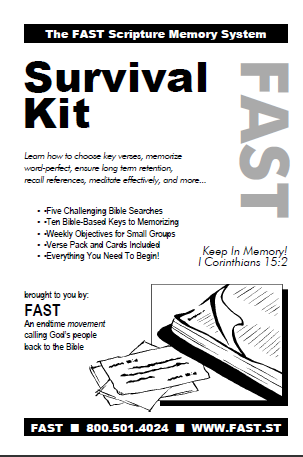 The FAST Scripture Memory System
Survival
Kit
FAST
Learn how to choose key verses, memorize
word-perfect, ensure long term retention,
recall references, meditate effectively, and more...
• •Five Challenging Bible Searches
• •Ten Bible-Based Keys to Memorizing
• •Weekly Objectives for Small Groups
• •Verse Pack and Cards Included
• •Everything You Need To Begin!
Keep In Memory!
I Corinthians 15:2
brought to you by:
FAST
An endtime movement
calling God's people
back to the Bible
FAST ■ 800.501.4024 ■ WWW.FAST.ST